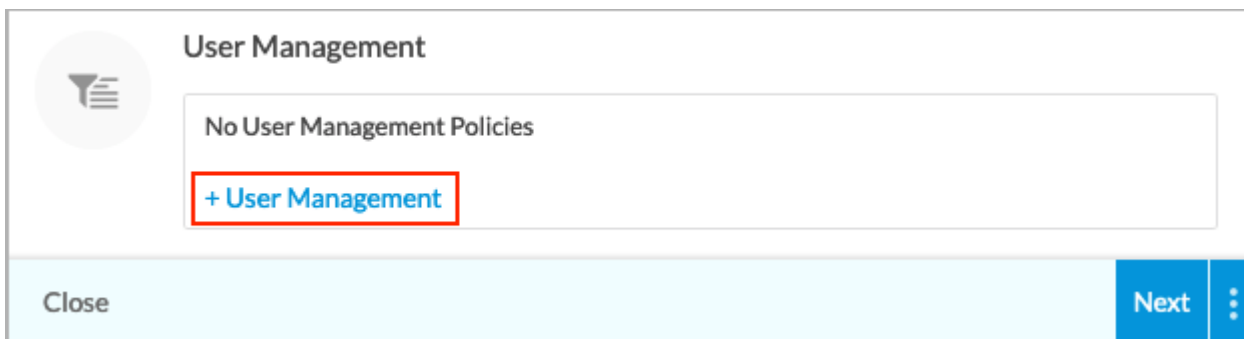 User Management
No User Management Policies
+ User Management
Close
Next